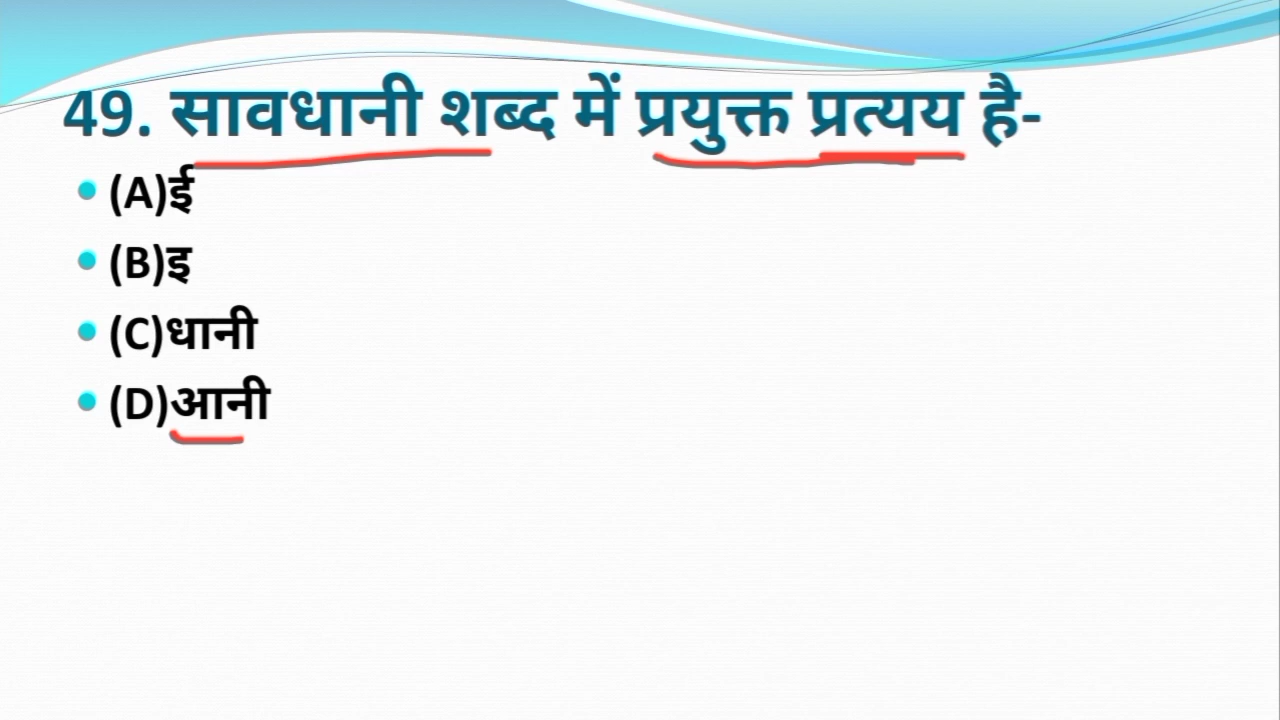 49. सावधानी शब्द में प्रयुक्त प्रत्यय है-
(A)ई
(B)इ
(C)धानी
(D)आनी